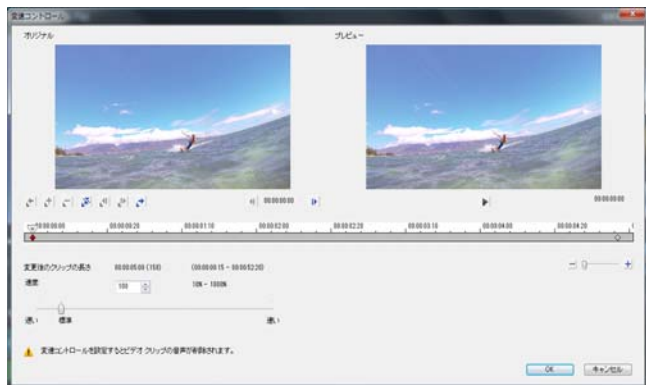 変速コントロール
オリジナル
プレビュー
00:00:00:00
00:00:00:00
00:00:00:00
00:00:00:20
00:00:01:10
00:00:02:00
00:00:02:20
00:00:03:10
00:00:04:00
00:00:04:20
変更後のクリップの長さ
00:00:05:00 (150)
(00:00:00:15 - 00:00:52:20)
速度
100
10% - 1000%
遅い
標準
速い
変速コントロールを設定するとビデオ クリップの音声が削除されます。
OK
キャンセル